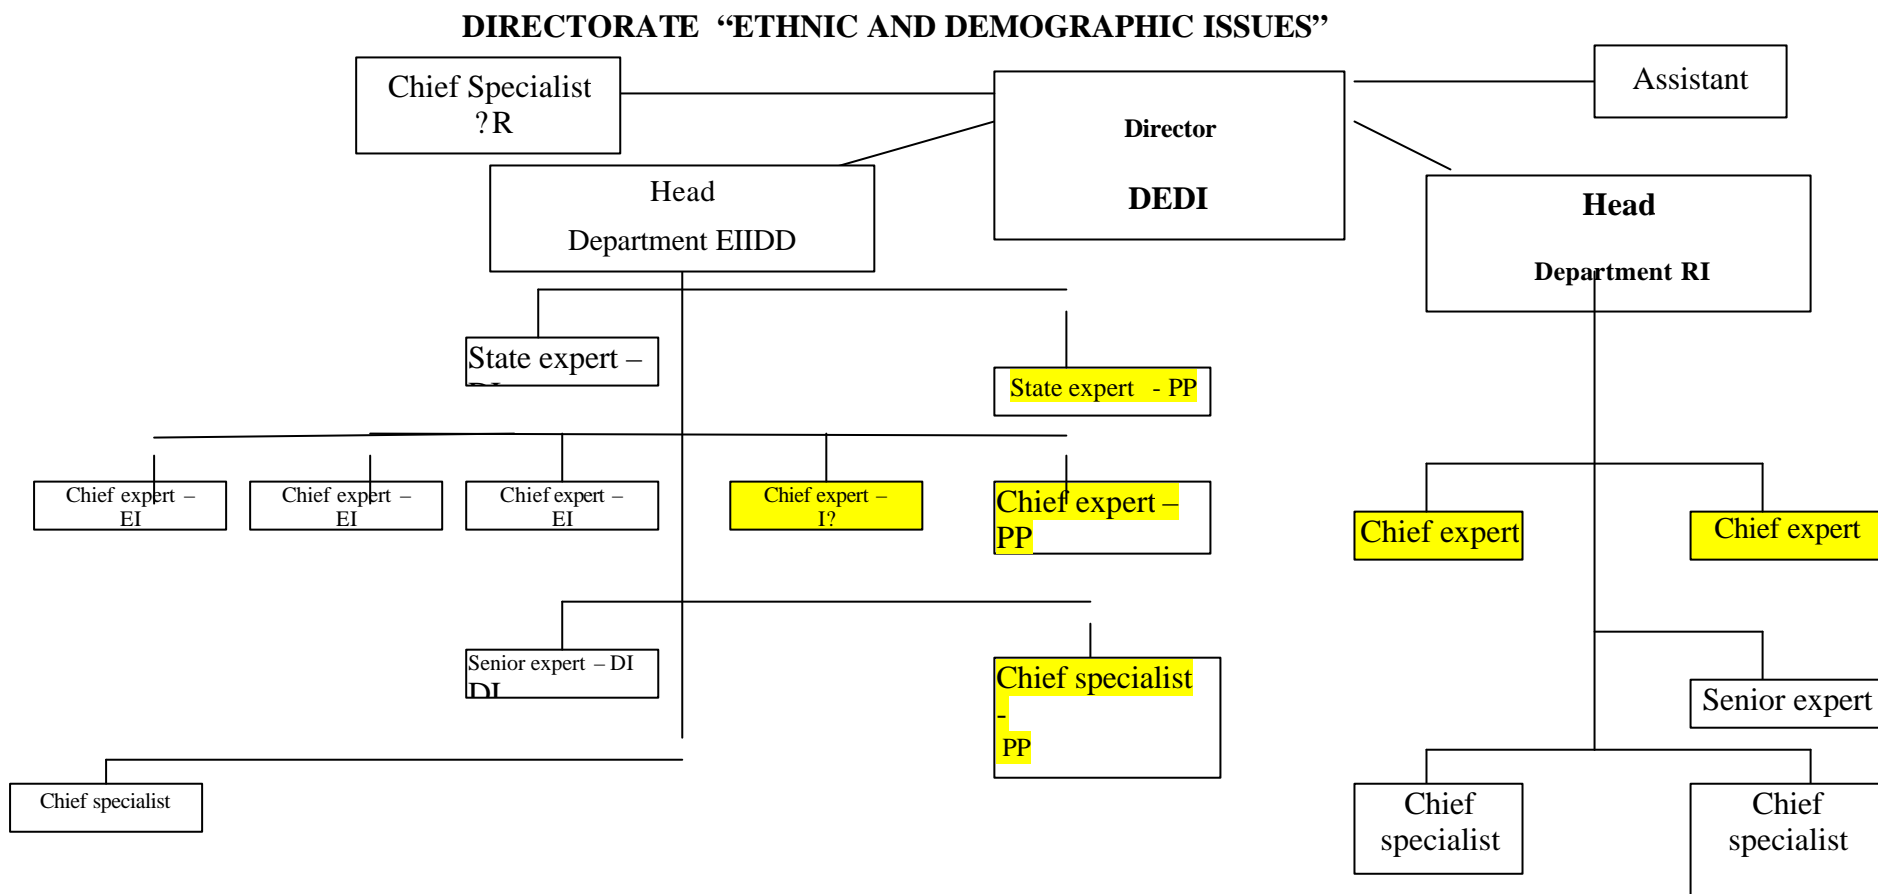 DIRECTORATE “ETHNIC AND DEMOGRAPHIC ISSUES”
Chief Specialist
?R
Director
DEDI
Assistant
Head
Department EIIDD
Head
Department RI
State expert –
State expert - PP
Chief expert –
EI
Chief expert –
EI
Chief expert –
EI
Chief expert –
I?
Chief expert –
PP
Chief expert
Chief expert
Senior expert – DI
DI
Chief specialist
-
PP
Senior expert
Chief specialist
Chief
specialist
Chief
specialist